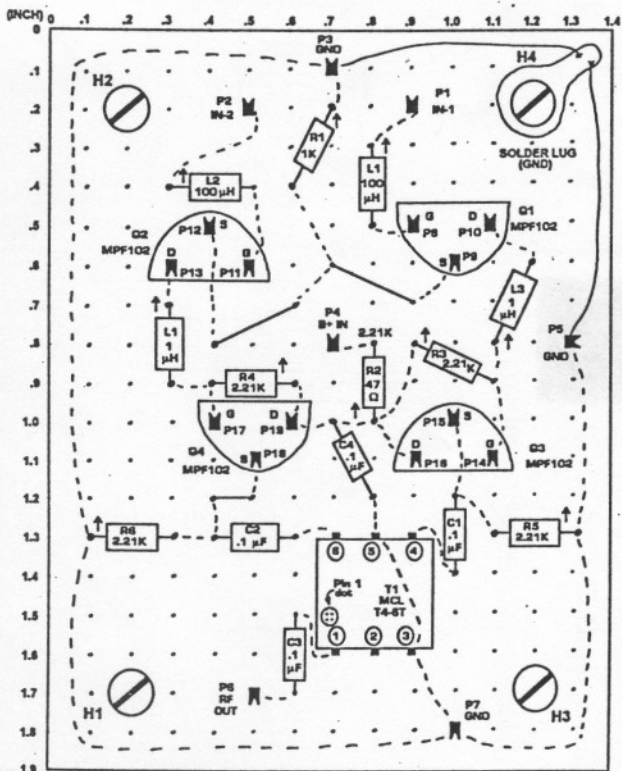 (INCH)
0 .1 .2 .3 .4 .5 .6 .7 .8 .9 1.0 1.1 1.2 1.3 1.4
0
.1
.2
.3
.4
.5
.6
.7
.8
.9
1.0
1.1
1.2
1.3
1.4
1.5
1.6
1.7
1.8
1.9
P3
GND
H4
H2
P2
IN-2
P1
IN-1
R1
1K
SOLDER LUG
(GND)
L2
100 µH
L1
100
µH
Q2
MPF102
P12 S
D G
P13 P11
G D
P8 P10
S P9
Q1
MPF102
L1
1
µH
P4
B+ IN
2.21K
L3
1
µH
P5
GND
R4
2.21K
R2
47
Ω
R3
2.21K
G D
P17 P19
S P18
Q4
MPF102
C4
.1
µF
P15 S
D G
P16 P14
Q3
MPF102
R6
2.21K
C2
.1 µF
C1
.1
µF
R5
2.21K
6 5 4
Pin 1
dot
T1
MCL
T4-6T
1 2 3
C3
.1
µF
H1
P6
RF
OUT
P7
GND
H3